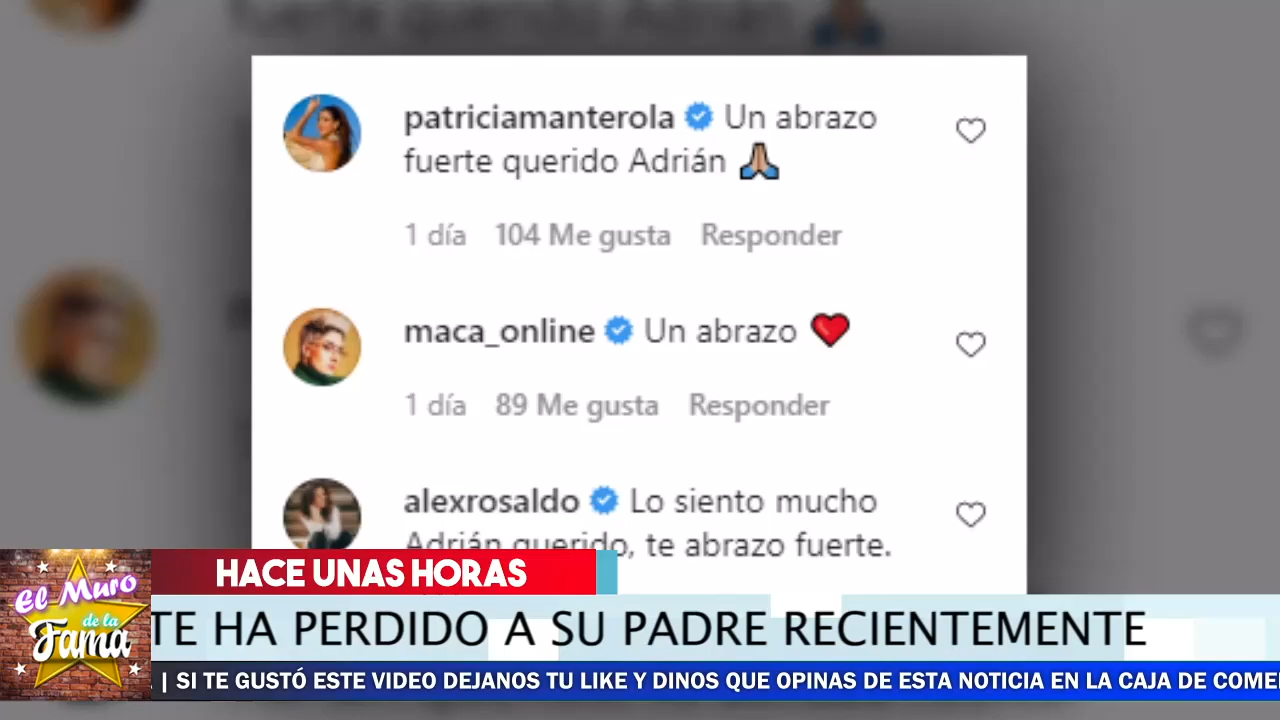 patriciamanterola Un abrazo
fuerte querido Adrián
1 día 104 Me gusta Responder
maca_online Un abrazo
1 día 89 Me gusta Responder
alexrosaldo Lo siento mucho
Adrián querido, te abrazo fuerte.
HACE UNAS HORAS
El Muro
de la
Fama
TE HA PERDIDO A SU PADRE RECIENTEMENTE
| SI TE GUSTÓ ESTE VIDEO DEJANOS TU LIKE Y DINOS QUE OPINAS DE ESTA NOTICIA EN LA CAJA DE COME